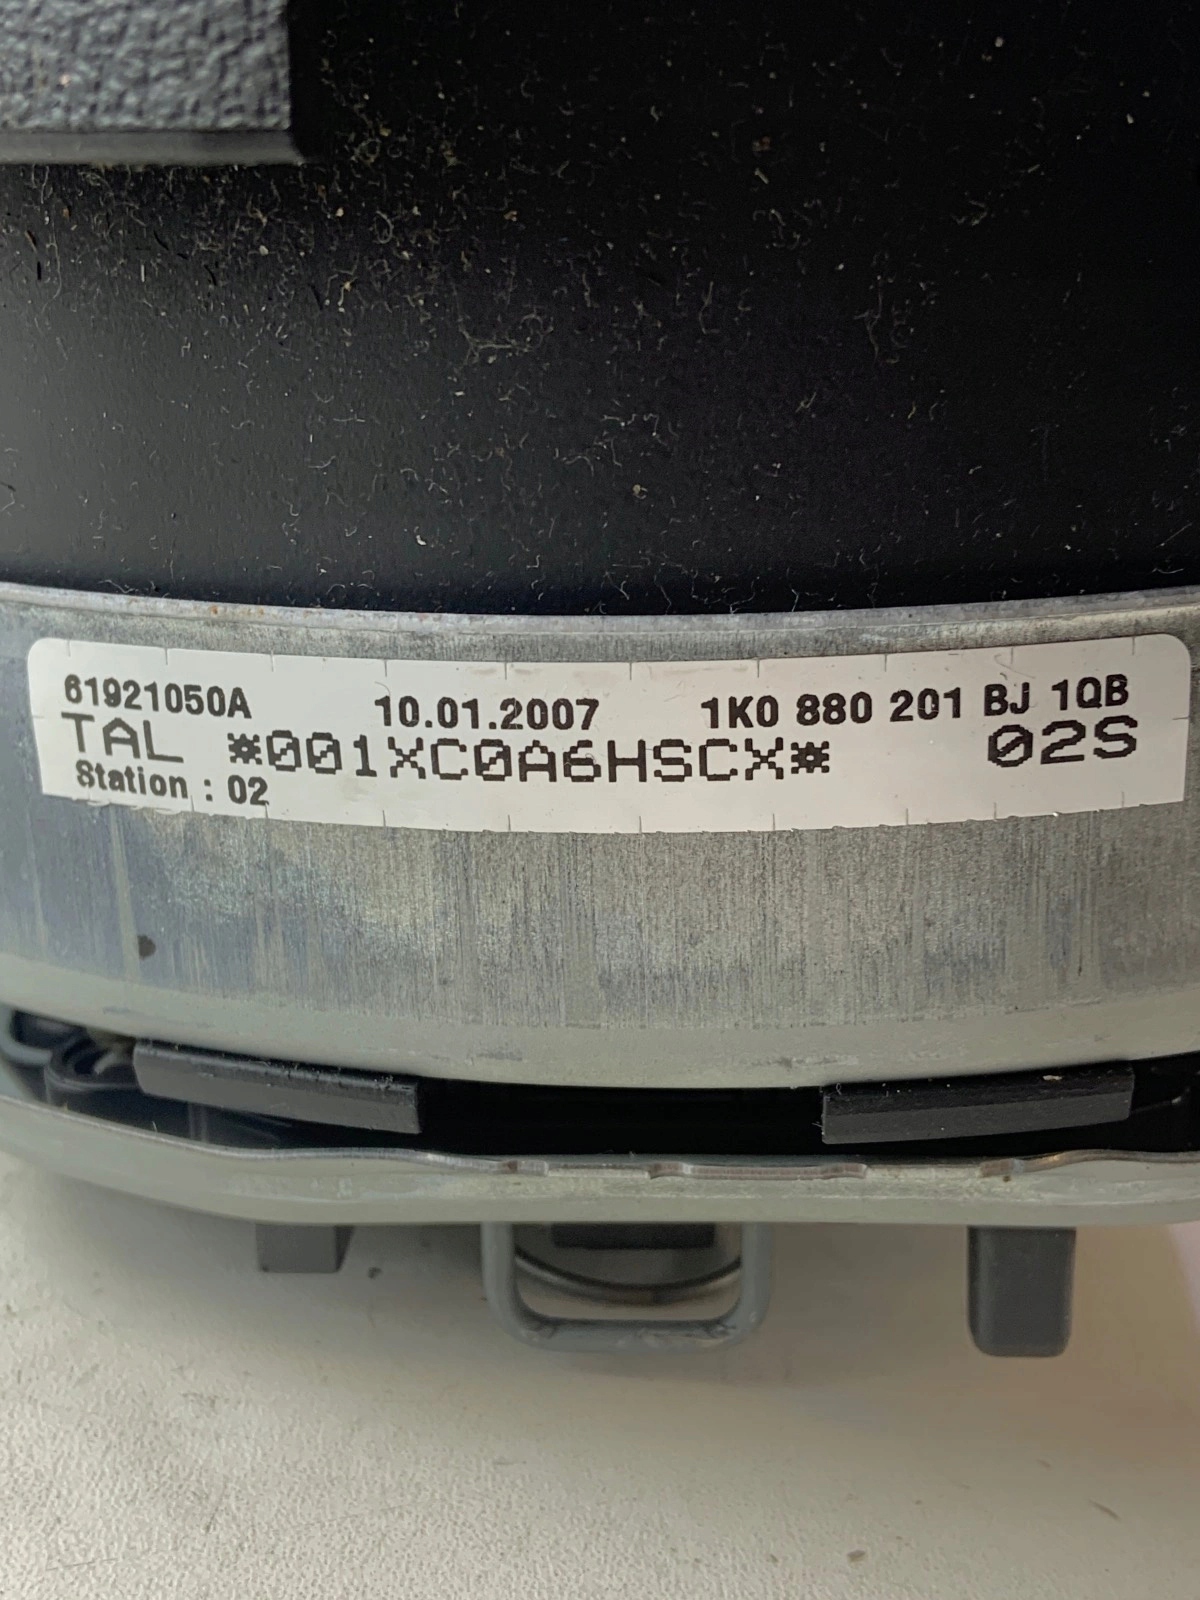 61921050A 10.01.2007 1K0 880 201 BJ 1QB
TAL *001XC0A6HSCX* 02S
Station : 02